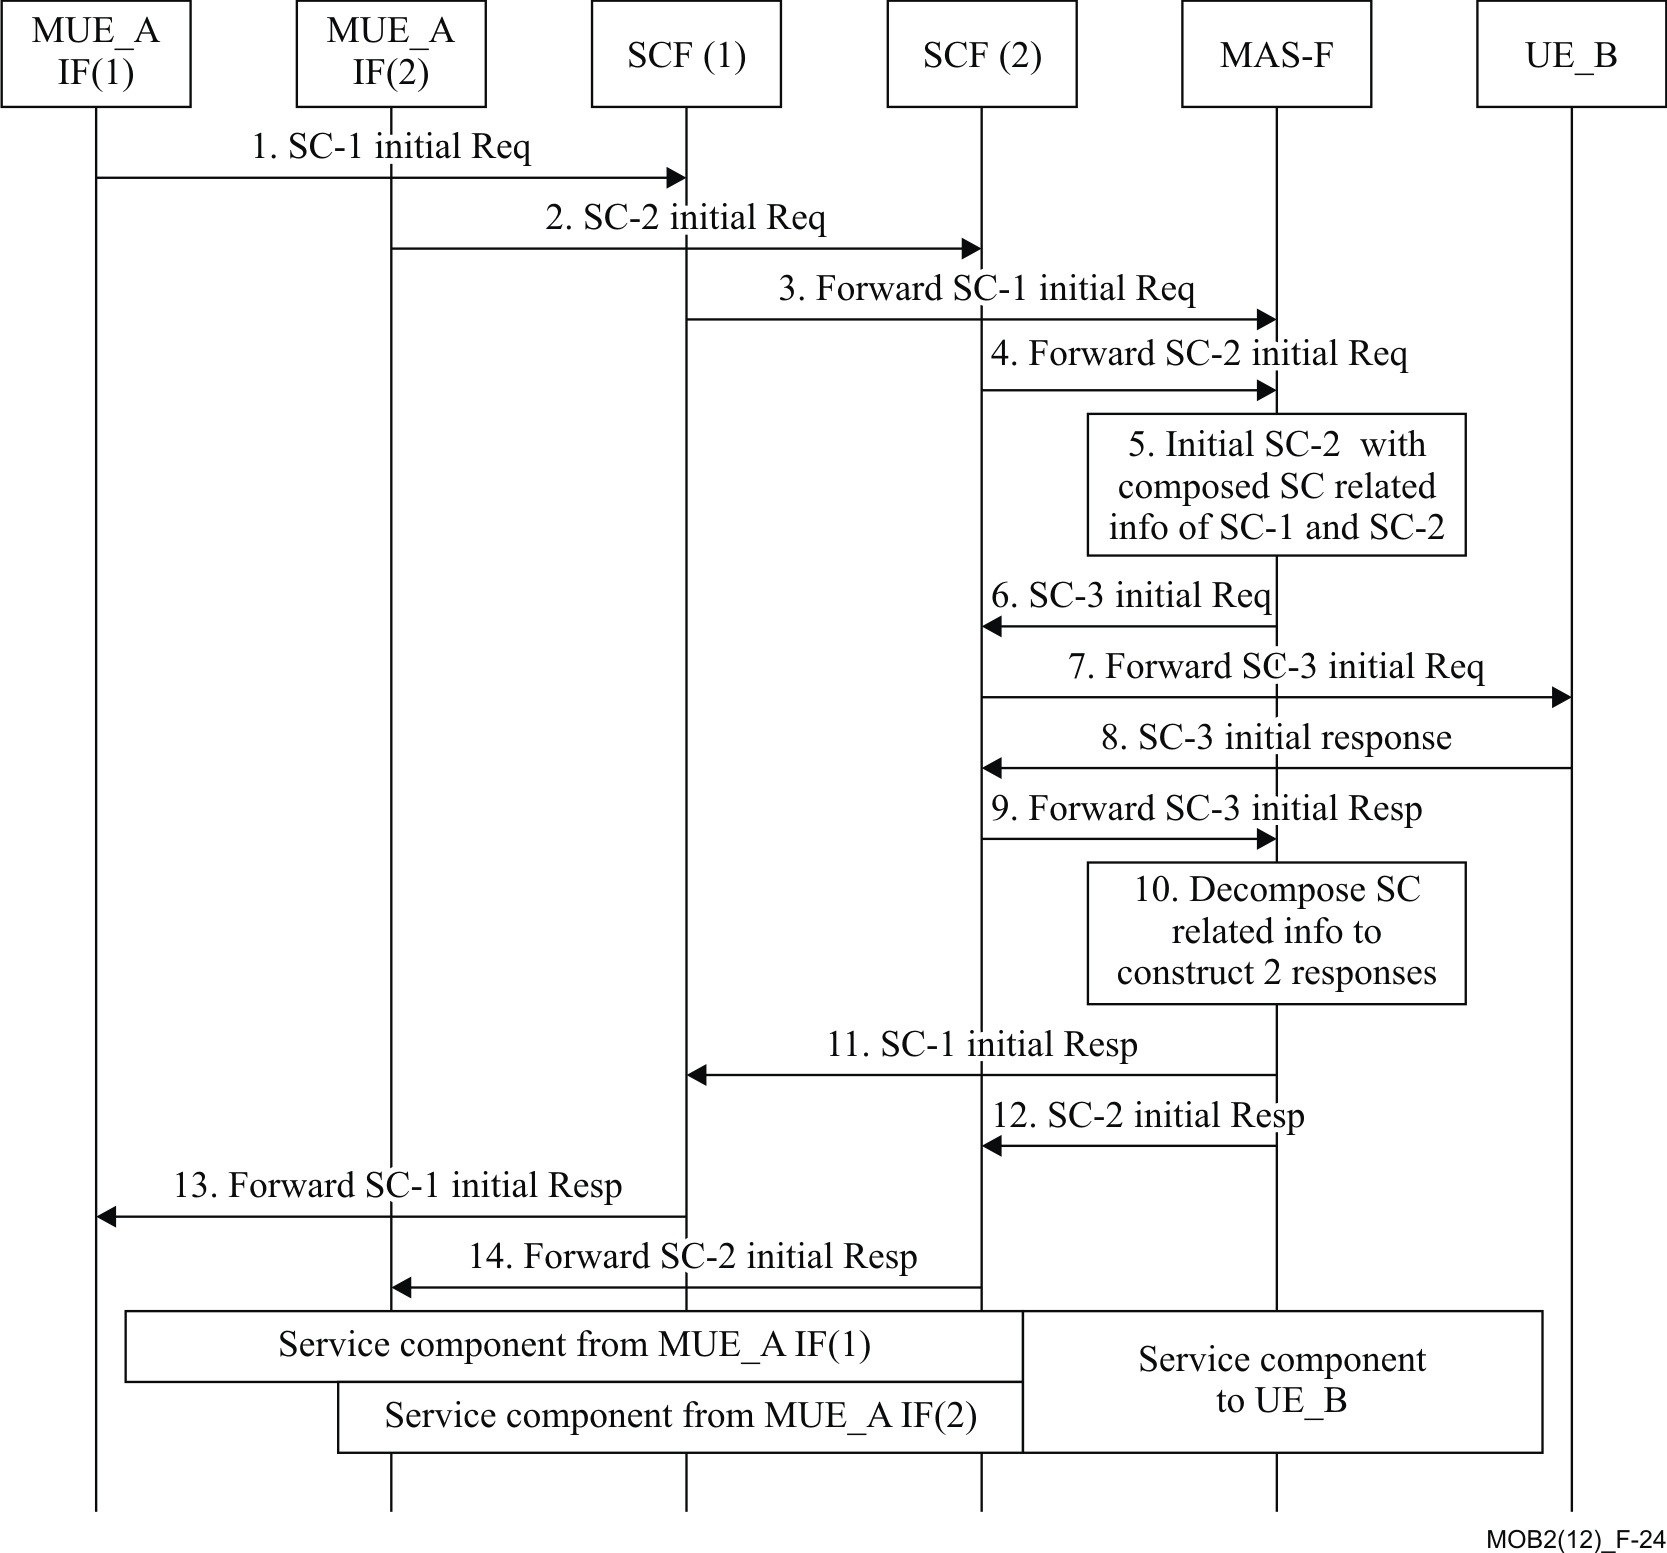 MUE_A
IF(1)
MUE_A
IF(2)
SCF (1)
SCF (2)
MAS-F
UE_B
1. SC-1 initial Req
2. SC-2 initial Req
3. Forward SC-1 initial Req
4. Forward SC-2 initial Req
5. Initial SC-2 with
composed SC related
info of SC-1 and SC-2
6. SC-3 initial Req
7. Forward SC-3 initial Req
8. SC-3 initial response
9. Forward SC-3 initial Resp
10. Decompose SC
related info to
construct 2 responses
11. SC-1 initial Resp
12. SC-2 initial Resp
13. Forward SC-1 initial Resp
14. Forward SC-2 initial Resp
Service component from MUE_A IF(1)
Service component from MUE_A IF(2)
Service component
to UE_B
MOB2(12)_F-24